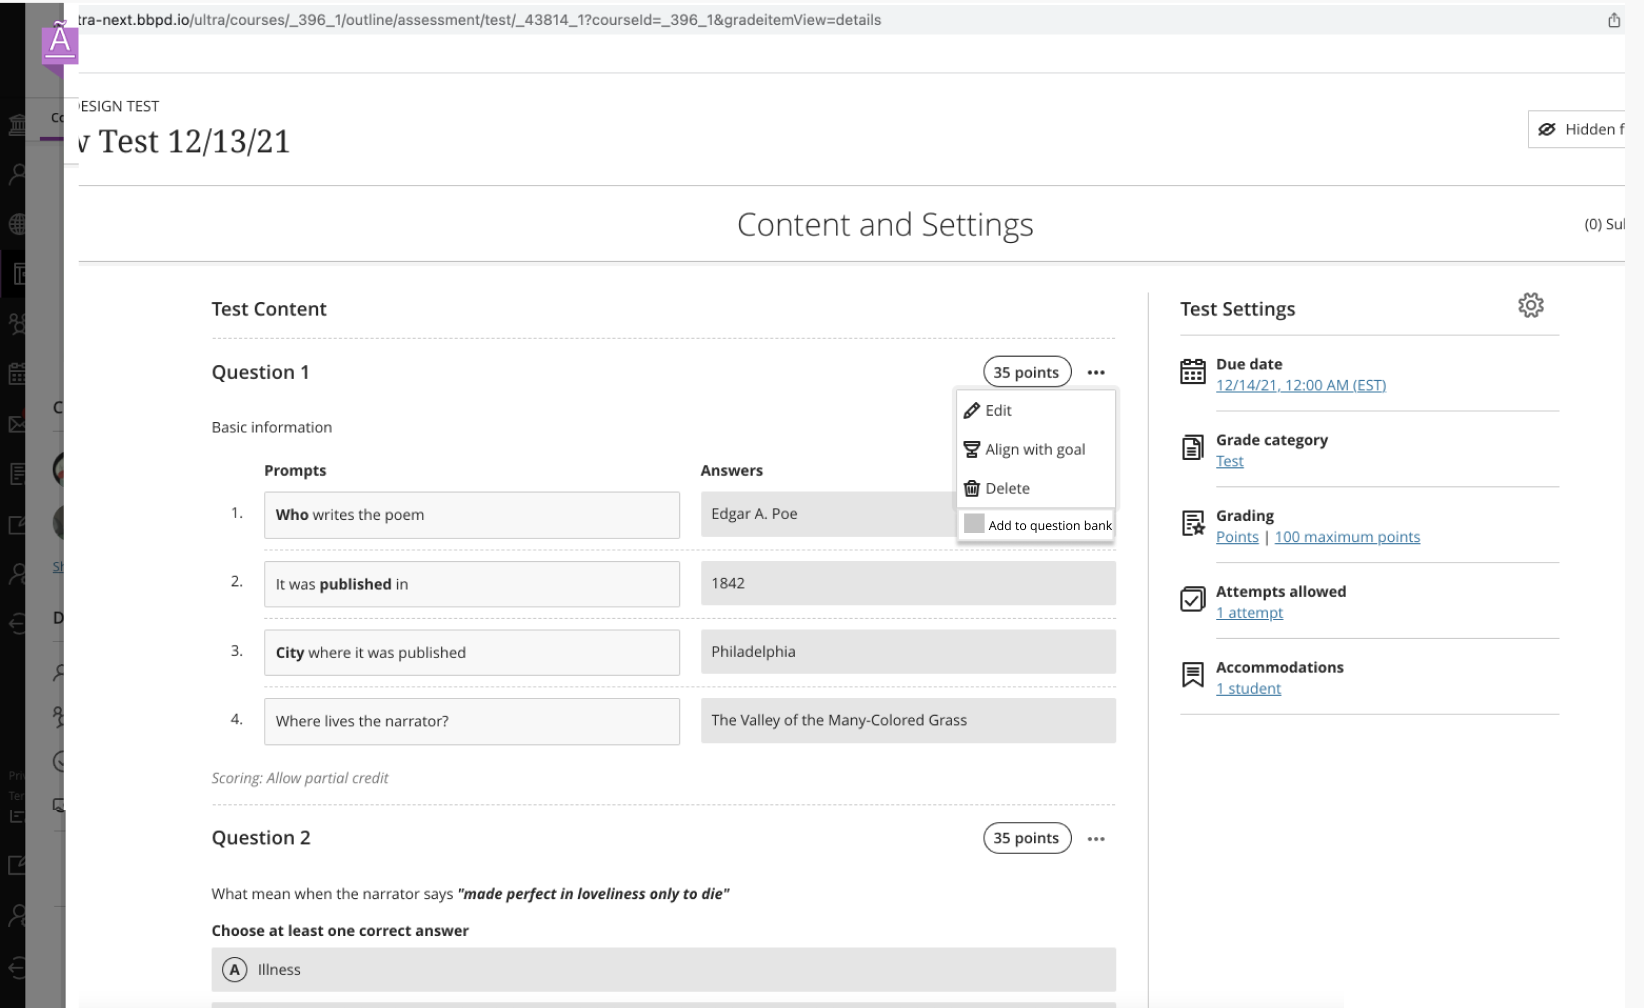 tra-next.bbpd.io/ultra/courses/_396_1/outline/assessment/test/_43814_1?courseId=_396_1&gradeitemView=details
Ã
DESIGN TEST
w Test 12/13/21
Hidden f
Content and Settings
(0) Sul
Test Content
Question 1
35 points
•••
Edit
Align with goal
Delete
Add to question bank
Basic information
Prompts
Answers
1. Who writes the poem
Edgar A. Poe
2. It was published in
1842
3. City where it was published
Philadelphia
4. Where lives the narrator?
The Valley of the Many-Colored Grass
Scoring: Allow partial credit
Question 2
35 points
•••
What mean when the narrator says "made perfect in loveliness only to die"
Choose at least one correct answer
A Illness
Test Settings
Due date
12/14/21, 12:00 AM (EST)
Grade category
Test
Grading
Points | 100 maximum points
Attempts allowed
1 attempt
Accommodations
1 student